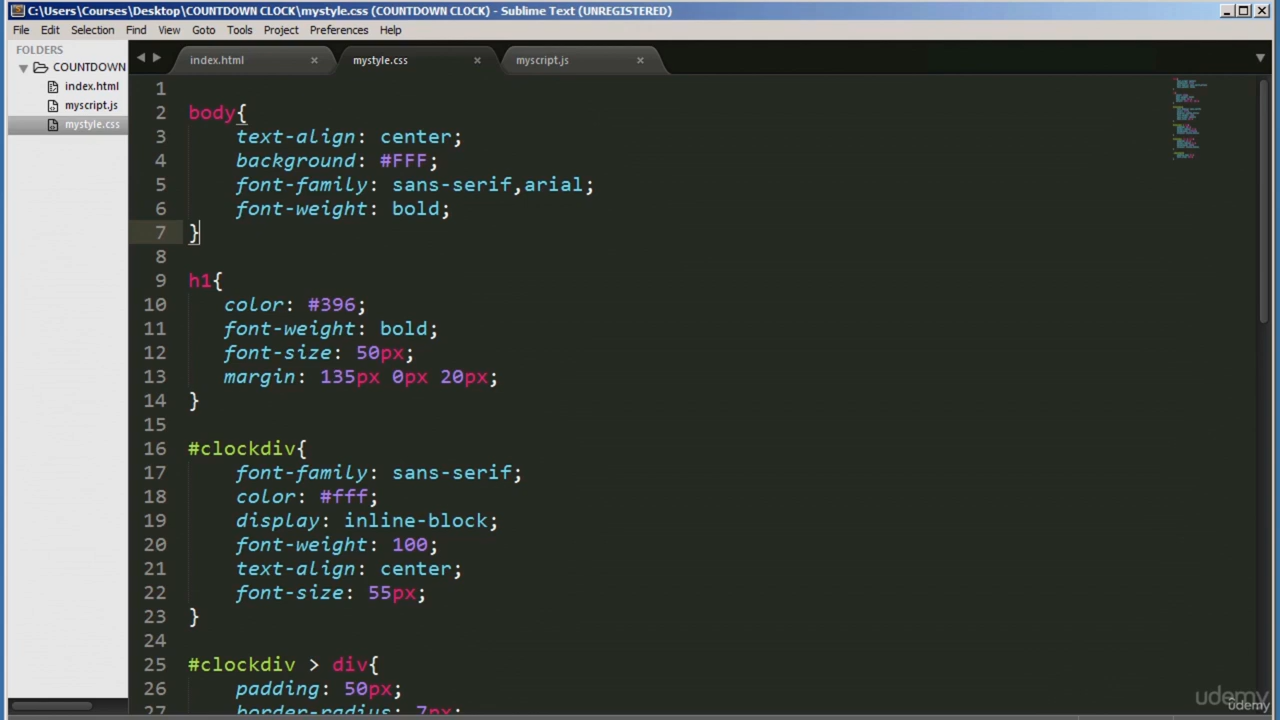 C:\Users\Courses\Desktop\COUNTDOWN CLOCK\mystyle.css (COUNTDOWN CLOCK) - Sublime Text (UNREGISTERED)
File Edit Selection Find View Goto Tools Project Preferences Help
FOLDERS
COUNTDOWN
index.html
myscript.js
mystyle.css
index.html × mystyle.css × myscript.js ×
1
2 body{
3 text-align: center;
4 background: #FFF;
5 font-family: sans-serif,arial;
6 font-weight: bold;
7 }
8
9 h1{
10 color: #396;
11 font-weight: bold;
12 font-size: 50px;
13 margin: 135px 0px 20px;
14 }
15
16 #clockdiv{
17 font-family: sans-serif;
18 color: #fff;
19 display: inline-block;
20 font-weight: 100;
21 text-align: center;
22 font-size: 55px;
23 }
24
25 #clockdiv > div{
26 padding: 50px;
27 border-radius: 7px;
udemy
udemy